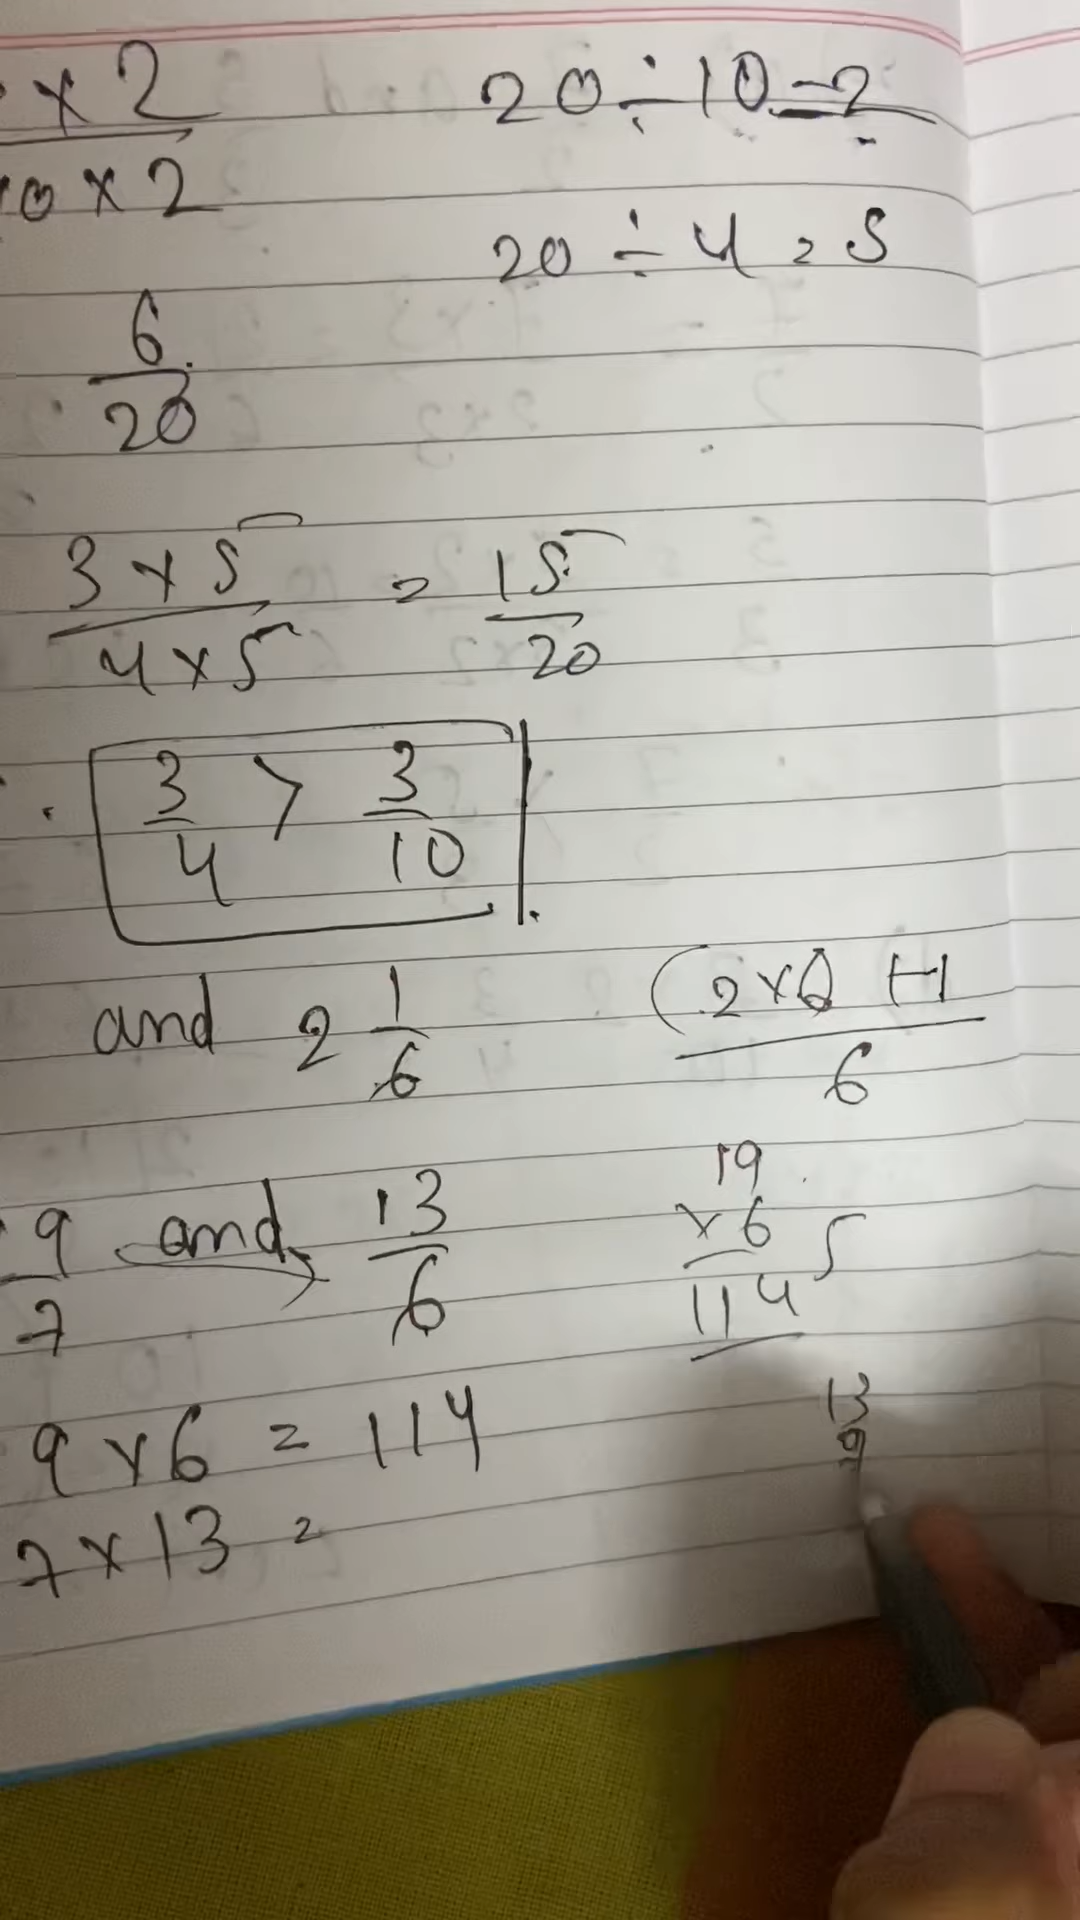 × 2 20 ÷ 10 = 2
10 × 2
20 ÷ 4 = 5
6
20
3 × 5 = 15
4 × 5 20
3 > 3
4 10
and 2 1 (2×6)+1
6 6
19
9 and 13 × 6
7 6 114
13
9
9 × 6 = 114
7 × 13 =